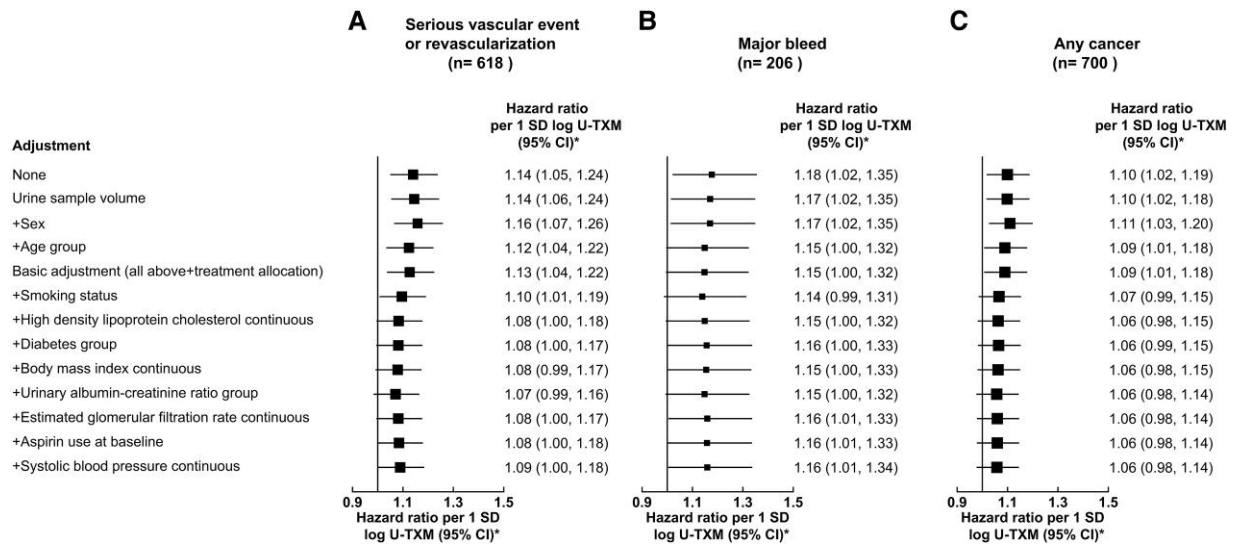 A
Serious vascular event
or revascularization
(n= 618 )
B
Major bleed
(n= 206 )
C
Any cancer
(n= 700 )
Adjustment
Hazard ratio
per 1 SD log U-TXM
(95% CI)*
Hazard ratio
per 1 SD log U-TXM
(95% CI)*
Hazard ratio
per 1 SD log U-TXM
(95% CI)*
None 1.14 (1.05, 1.24) 1.18 (1.02, 1.35) 1.10 (1.02, 1.19)
Urine sample volume 1.14 (1.06, 1.24) 1.17 (1.02, 1.35) 1.10 (1.02, 1.18)
+Sex 1.16 (1.07, 1.26) 1.17 (1.02, 1.35) 1.11 (1.03, 1.20)
+Age group 1.12 (1.04, 1.22) 1.15 (1.00, 1.32) 1.09 (1.01, 1.18)
Basic adjustment (all above+treatment allocation) 1.13 (1.04, 1.22) 1.15 (1.00, 1.32) 1.09 (1.01, 1.18)
+Smoking status 1.10 (1.01, 1.19) 1.14 (0.99, 1.31) 1.07 (0.99, 1.15)
+High density lipoprotein cholesterol continuous 1.08 (1.00, 1.18) 1.15 (1.00, 1.32) 1.06 (0.98, 1.15)
+Diabetes group 1.08 (1.00, 1.17) 1.16 (1.00, 1.33) 1.06 (0.99, 1.15)
+Body mass index continuous 1.08 (0.99, 1.17) 1.15 (1.00, 1.33) 1.06 (0.98, 1.15)
+Urinary albumin-creatinine ratio group 1.07 (0.99, 1.16) 1.15 (1.00, 1.32) 1.06 (0.98, 1.14)
+Estimated glomerular filtration rate continuous 1.08 (1.00, 1.17) 1.16 (1.01, 1.33) 1.06 (0.98, 1.14)
+Aspirin use at baseline 1.08 (1.00, 1.18) 1.16 (1.01, 1.33) 1.06 (0.98, 1.14)
+Systolic blood pressure continuous 1.09 (1.00, 1.18) 1.16 (1.01, 1.34) 1.06 (0.98, 1.14)
0.9 1.1 1.3 1.5 0.9 1.1 1.3 1.5 0.9 1.1 1.3 1.5
Hazard ratio per 1 SD
log U-TXM (95% CI)*
Hazard ratio per 1 SD
log U-TXM (95% CI)*
Hazard ratio per 1 SD
log U-TXM (95% CI)*